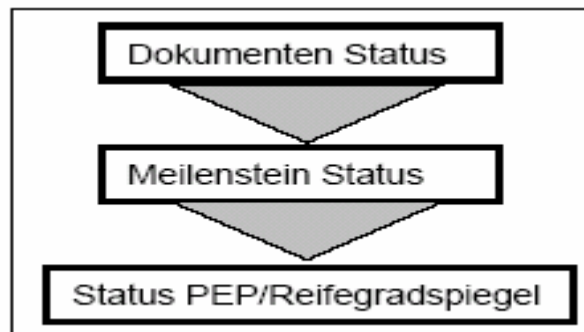 Dokumenten Status
Meilenstein Status
Status PEP/Reifegradspiegel